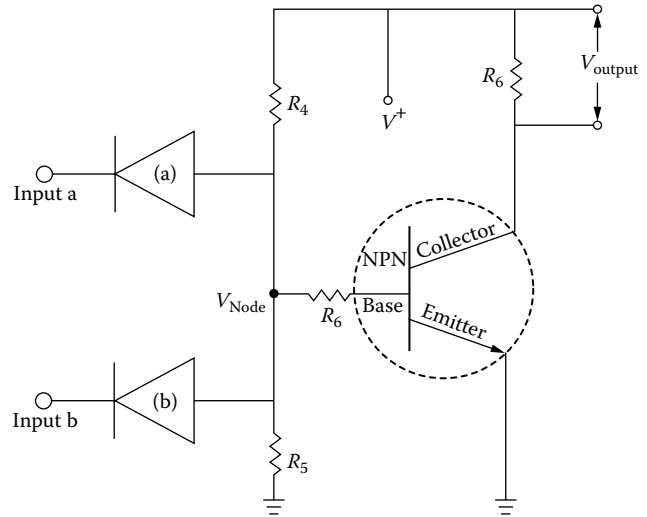 R6
Voutput
R4
V+
(a)
Input a
NPN
Collector
VNode
R6
Base
Emitter
(b)
Input b
R5